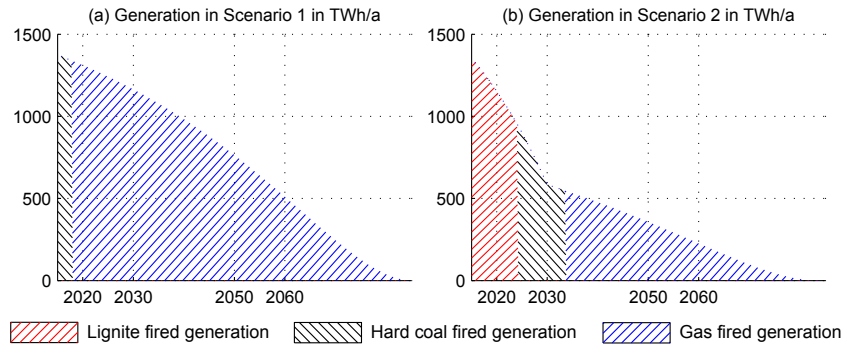 (a) Generation in Scenario 1 in TWh/a
(b) Generation in Scenario 2 in TWh/a
1500
1000
500
0
2020 2030 2050 2060
1500
1000
500
0
2020 2030 2050 2060
Lignite fired generation
Hard coal fired generation
Gas fired generation